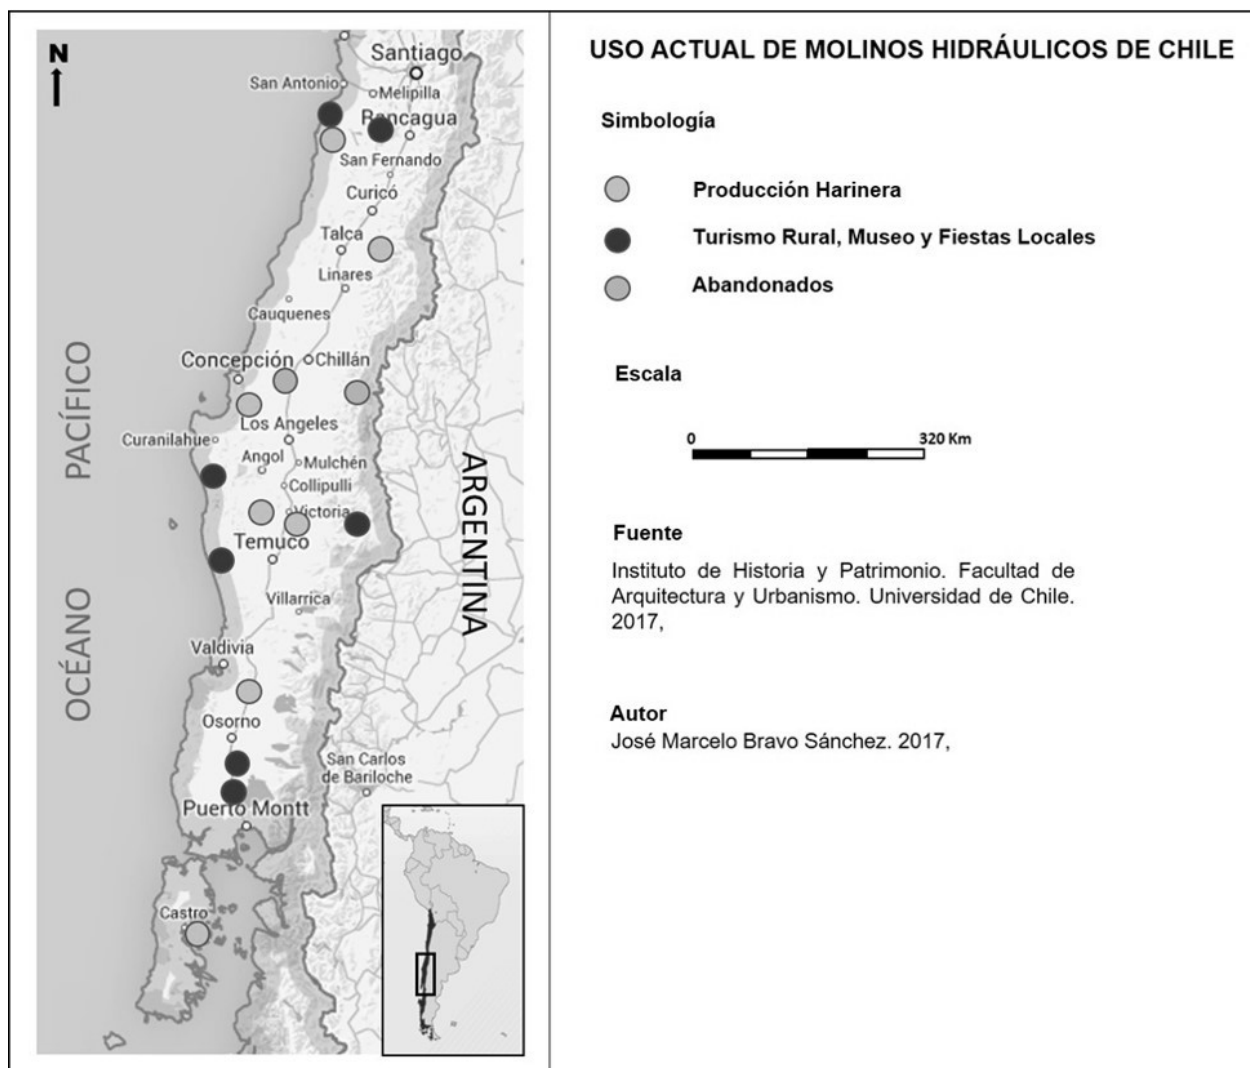 N
Santiago
San Antonio
Melipilla
Rancagua
San Fernando
Curicó
Talca
Linares
Cauquenes
Concepción
Chillán
Los Angeles
Curanilahue
Angol
Mulchén
Collipulli
Victoria
Temuco
Villarrica
Valdivia
Osorno
San Carlos
de Bariloche
Puerto Montt
Castro
OCÉANO PACÍFICO
ARGENTINA
USO ACTUAL DE MOLINOS HIDRÁULICOS DE CHILE
Simbología
Producción Harinera
Turismo Rural, Museo y Fiestas Locales
Abandonados
Escala
0 320 Km
Fuente
Instituto de Historia y Patrimonio. Facultad de
Arquitectura y Urbanismo. Universidad de Chile.
2017,
Autor
José Marcelo Bravo Sánchez. 2017,